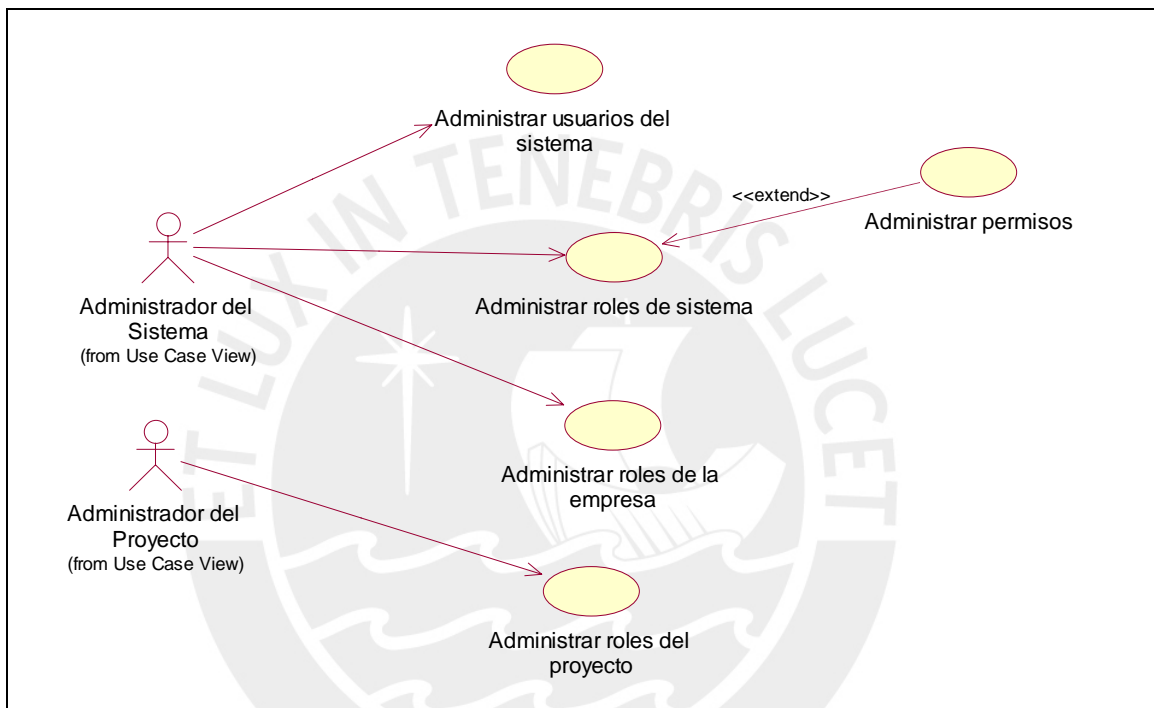 Administrar usuarios del
sistema
<<extend>>
Administrar permisos
Administrador del
Sistema
(from Use Case View)
Administrar roles de sistema
Administrar roles de la
empresa
Administrador del
Proyecto
(from Use Case View)
Administrar roles del
proyecto
ET LUX IN TENEBRIS LUCET